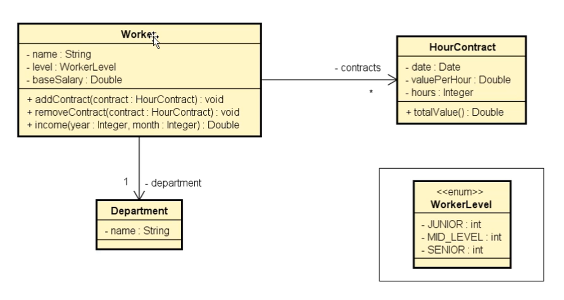 Worker
- name : String
- level : WorkerLevel
- baseSalary : Double
+ addContract(contract : HourContract) : void
+ removeContract(contract : HourContract) : void
+ income(year : Integer, month : Integer) : Double
- contracts
*
HourContract
- date : Date
- valuePerHour : Double
- hours : Integer
+ totalValue() : Double
1
- department
Department
- name : String
<<enum>>
WorkerLevel
- JUNIOR : int
- MID_LEVEL : int
- SENIOR : int